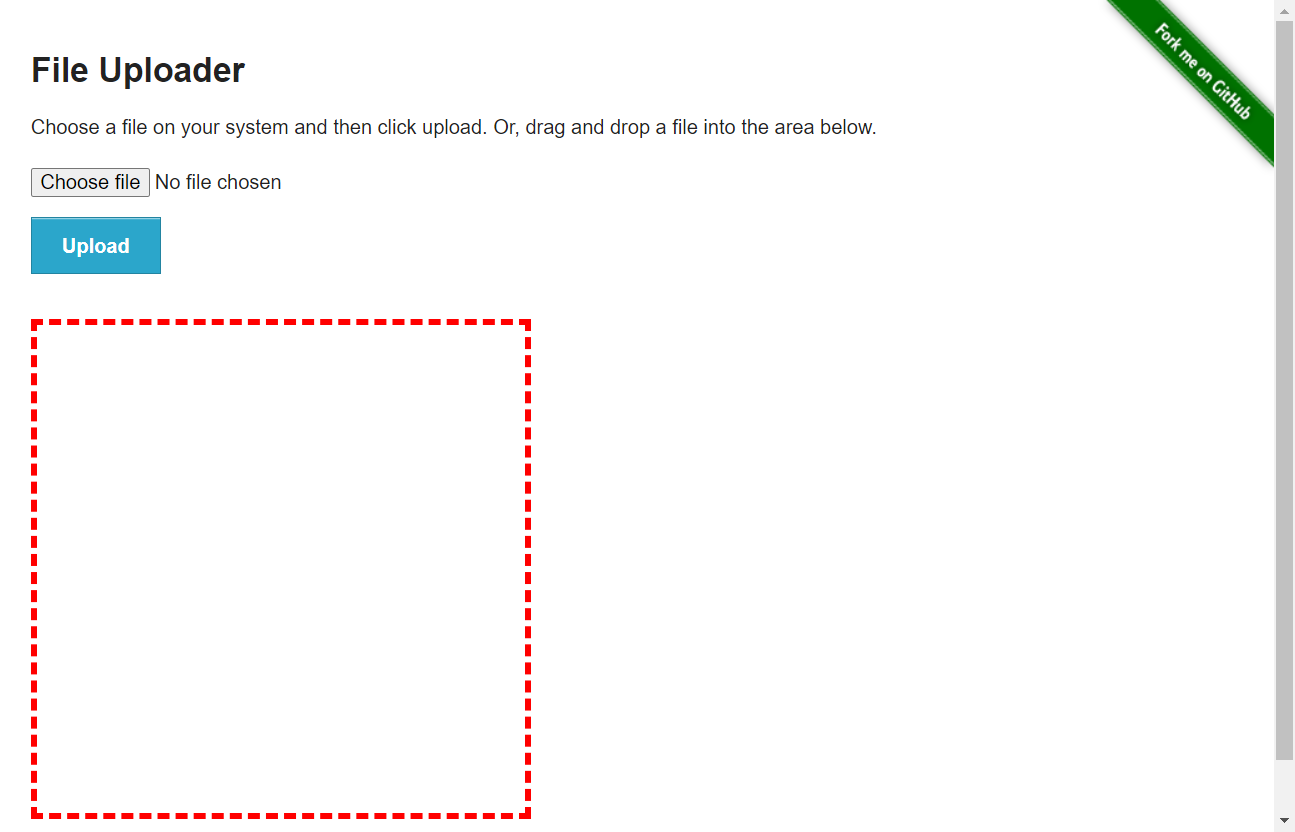 Fork me on GitHub
File Uploader
Choose a file on your system and then click upload. Or, drag and drop a file into the area below.
Choose file No file chosen
Upload